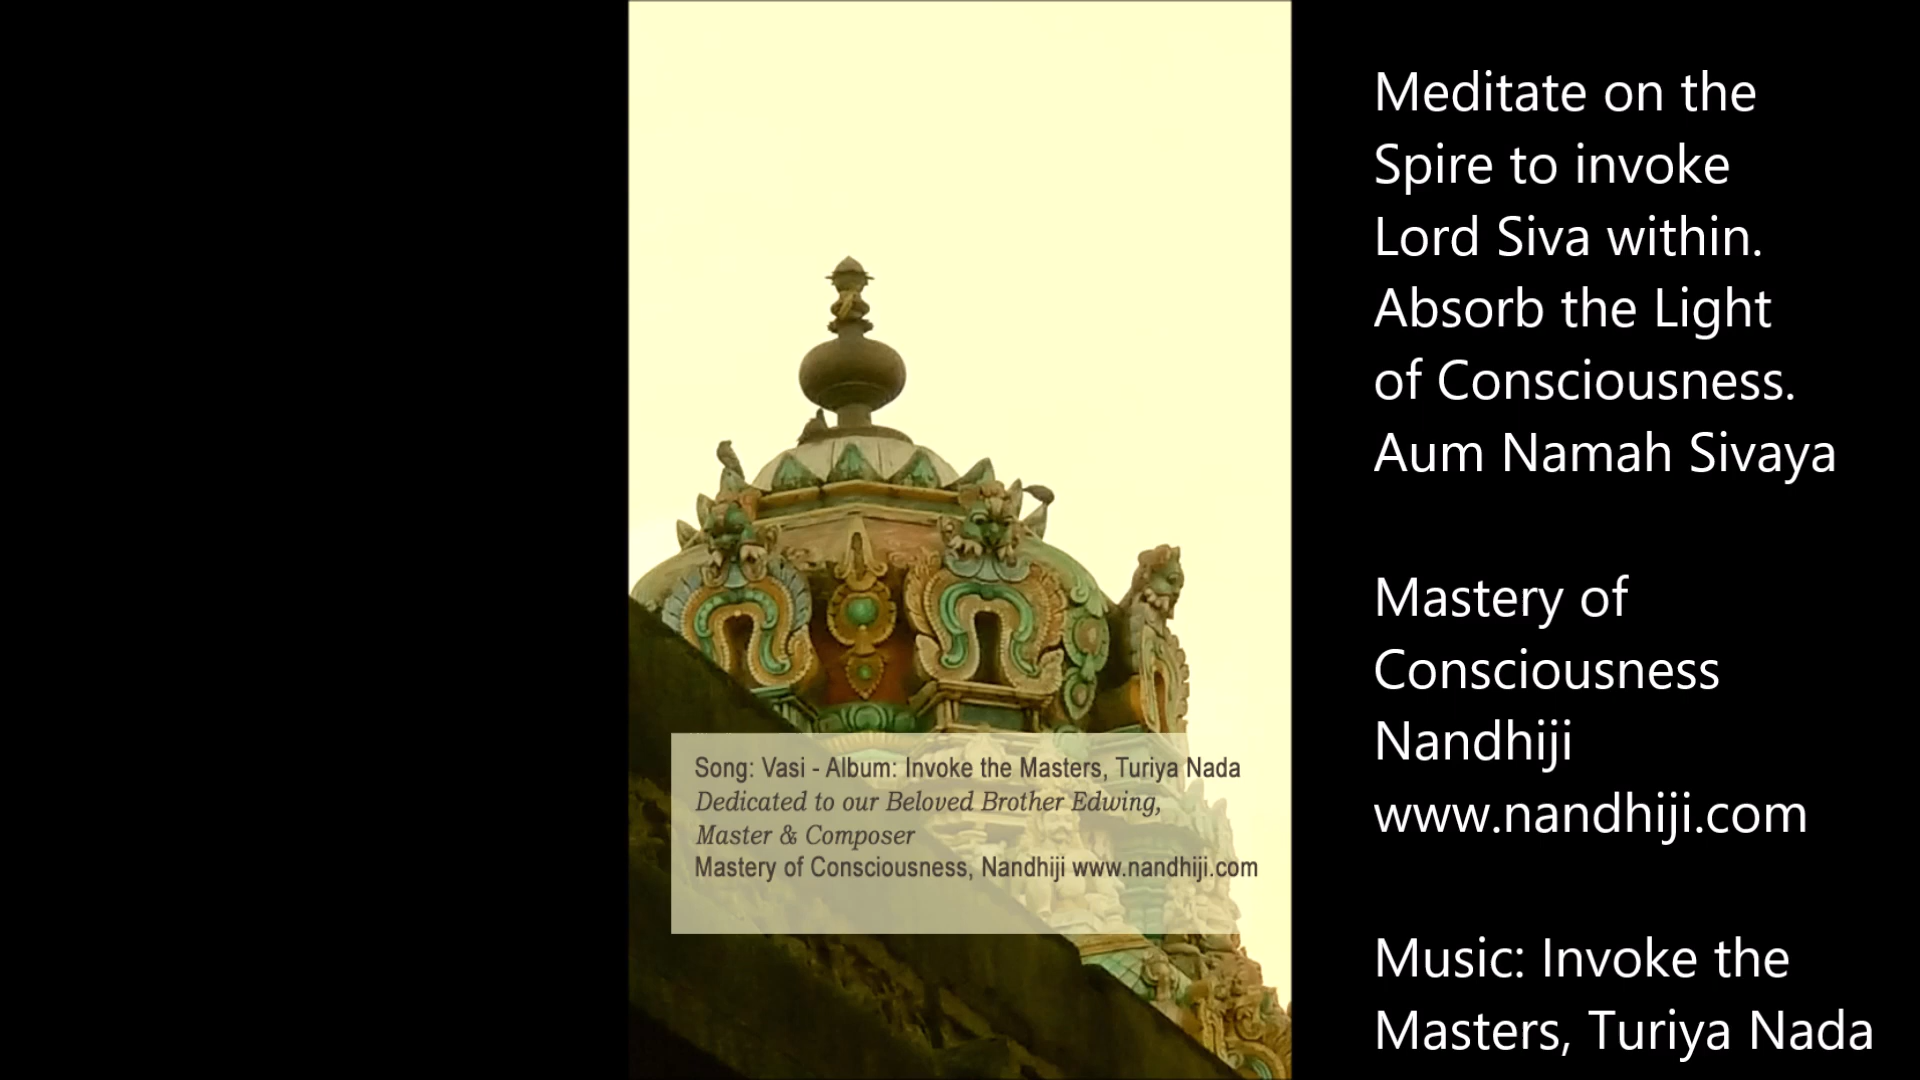 Song: Vasi - Album: Invoke the Masters, Turiya Nada
Dedicated to our Beloved Brother Edwing,
Master & Composer
Mastery of Consciousness, Nandhiji www.nandhiji.com
Meditate on the
Spire to invoke
Lord Siva within.
Absorb the Light
of Consciousness.
Aum Namah Sivaya
Mastery of
Consciousness
Nandhiji
www.nandhiji.com
Music: Invoke the
Masters, Turiya Nada